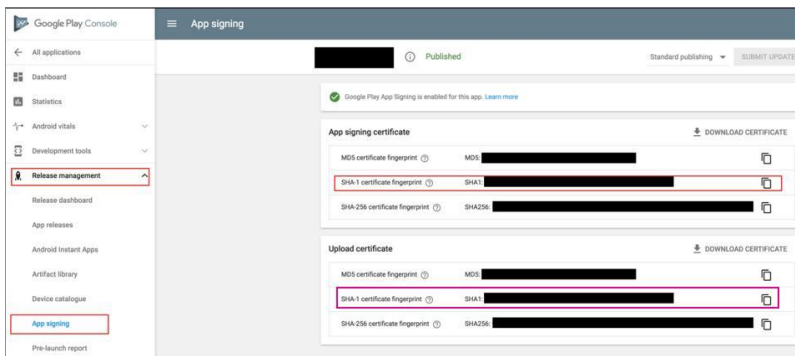 Google Play Console
App signing
All applications
Published
Standard publishing
SUBMIT UPDATE
Dashboard
Statistics
Google Play App Signing is enabled for this app. Learn more
Android vitals
App signing certificate
DOWNLOAD CERTIFICATE
Development tools
MD5 certificate fingerprint
MD5:
Release management
SHA-1 certificate fingerprint
SHA1:
Release dashboard
SHA-256 certificate fingerprint
SHA256:
App releases
Android Instant Apps
Upload certificate
DOWNLOAD CERTIFICATE
Artifact library
MD5 certificate fingerprint
MD5:
Device catalogue
SHA-1 certificate fingerprint
SHA1:
App signing
SHA-256 certificate fingerprint
SHA256:
Pre-launch report